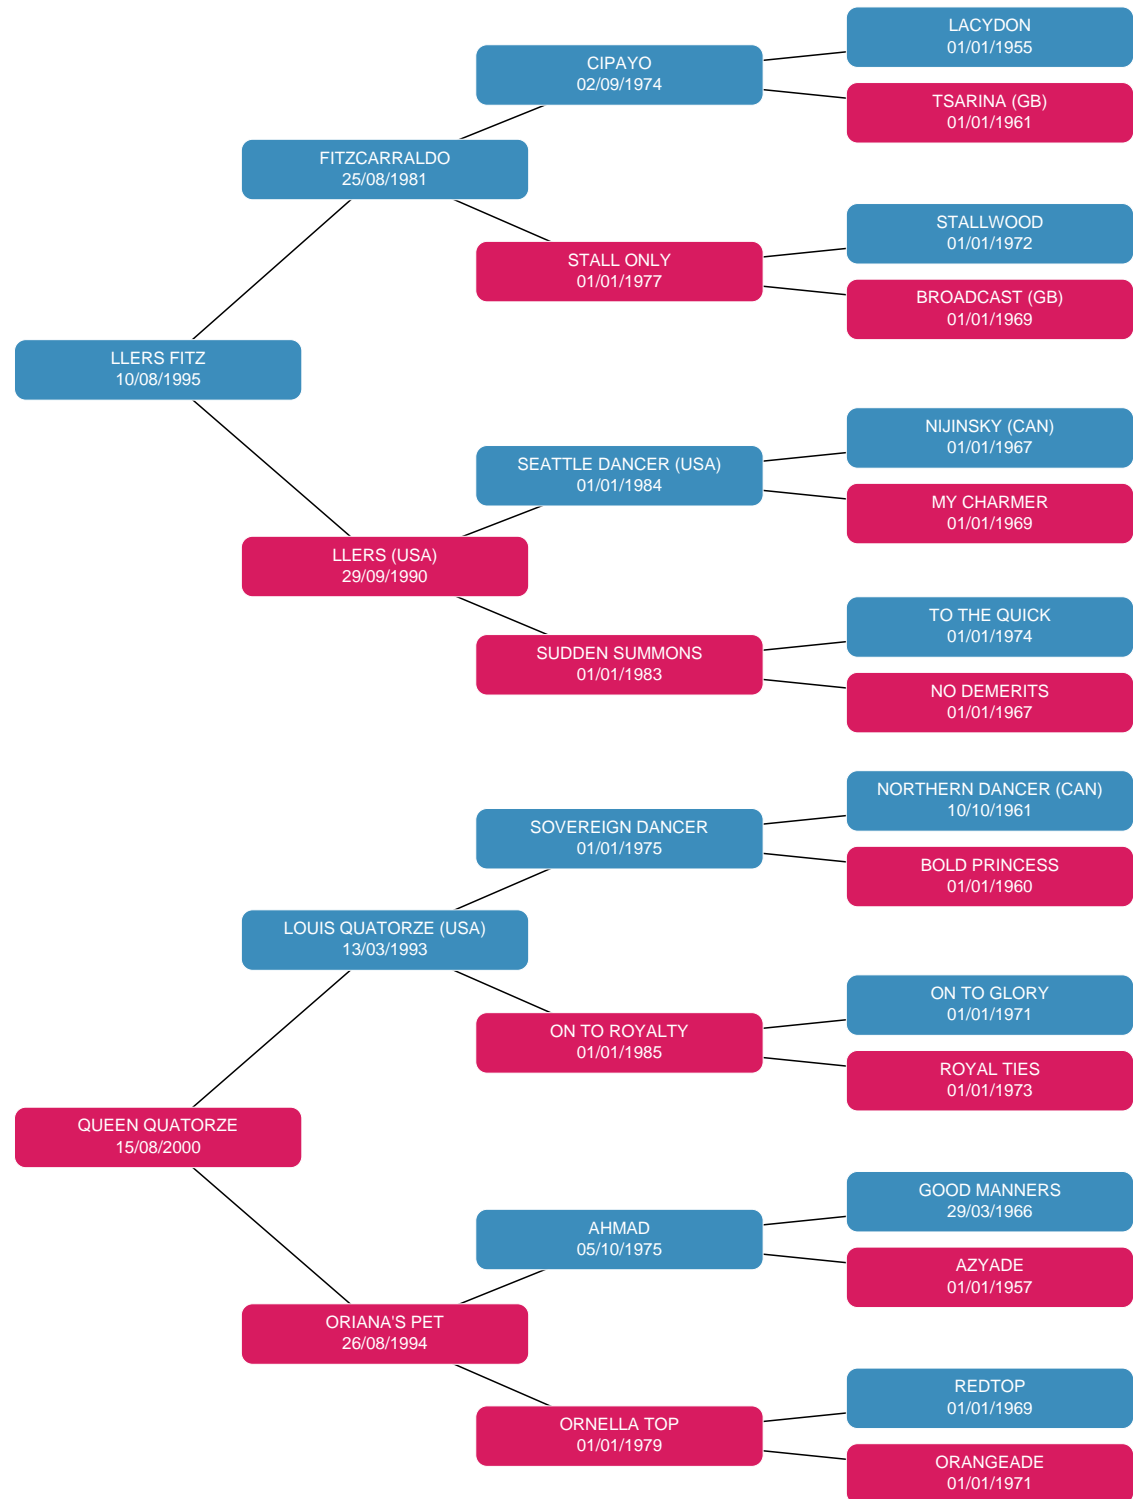 LACYDON
01/01/1955
CIPAYO
02/09/1974
TSARINA (GB)
01/01/1961
FITZCARRALDO
25/08/1981
STALLWOOD
01/01/1972
STALL ONLY
01/01/1977
BROADCAST (GB)
01/01/1969
LLERS FITZ
10/08/1995
NIJINSKY (CAN)
01/01/1967
SEATTLE DANCER (USA)
01/01/1984
MY CHARMER
01/01/1969
LLERS (USA)
29/09/1990
TO THE QUICK
01/01/1974
SUDDEN SUMMONS
01/01/1983
NO DEMERITS
01/01/1967
NORTHERN DANCER (CAN)
10/10/1961
SOVEREIGN DANCER
01/01/1975
BOLD PRINCESS
01/01/1960
LOUIS QUATORZE (USA)
13/03/1993
ON TO GLORY
01/01/1971
ON TO ROYALTY
01/01/1985
ROYAL TIES
01/01/1973
QUEEN QUATORZE
15/08/2000
GOOD MANNERS
29/03/1966
AHMAD
05/10/1975
AZYADE
01/01/1957
ORIANA'S PET
26/08/1994
REDTOP
01/01/1969
ORNELLA TOP
01/01/1979
ORANGEADE
01/01/1971